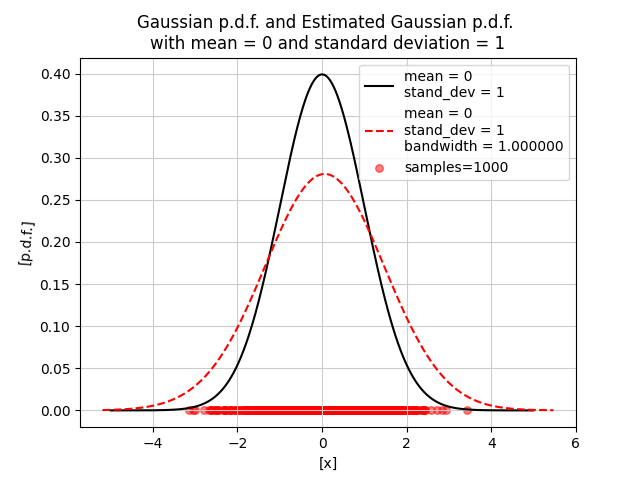 Gaussian p.d.f. and Estimated Gaussian p.d.f.
with mean = 0 and standard deviation = 1
mean = 0
stand_dev = 1
mean = 0
stand_dev = 1
bandwidth = 1.000000
samples=1000
[p.d.f.]
0.40
0.35
0.30
0.25
0.20
0.15
0.10
0.05
0.00
−4
−2
0
2
4
6
[x]